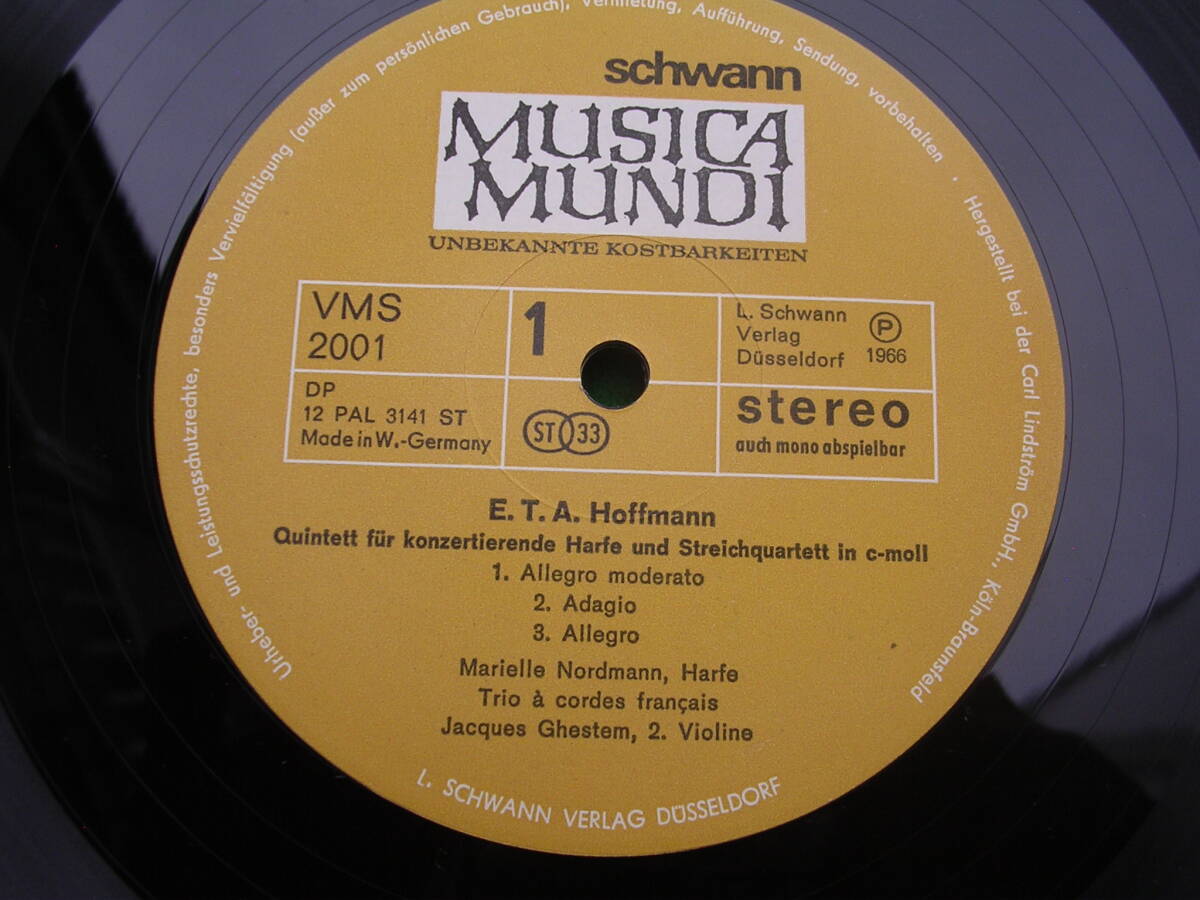 schwann
MUSICA
MUNDI
UNBEKANNTE KOSTBARKEITEN
VMS
2001
1
L. Schwann
Verlag
Düsseldorf
P
1966
DP
12 PAL 3141 ST
Made in W.-Germany
ST 33
stereo
auch mono abspielbar
E. T. A. Hoffmann
Quintett für konzertierende Harfe und Streichquartett in c-moll
1. Allegro moderato
2. Adagio
3. Allegro
Marielle Nordmann, Harfe
Trio à cordes français
Jacques Ghestem, 2. Violine
Urheber- und Leistungsschutzrechte, besonders Vervielfältigung (außer zum persönlichen Gebrauch), Vermietung, Aufführung, Sendung, vorbehalten . Hergestellt bei der Carl Lindström GmbH., Köln-Braunsfeld
L. SCHWANN VERLAG DÜSSELDORF